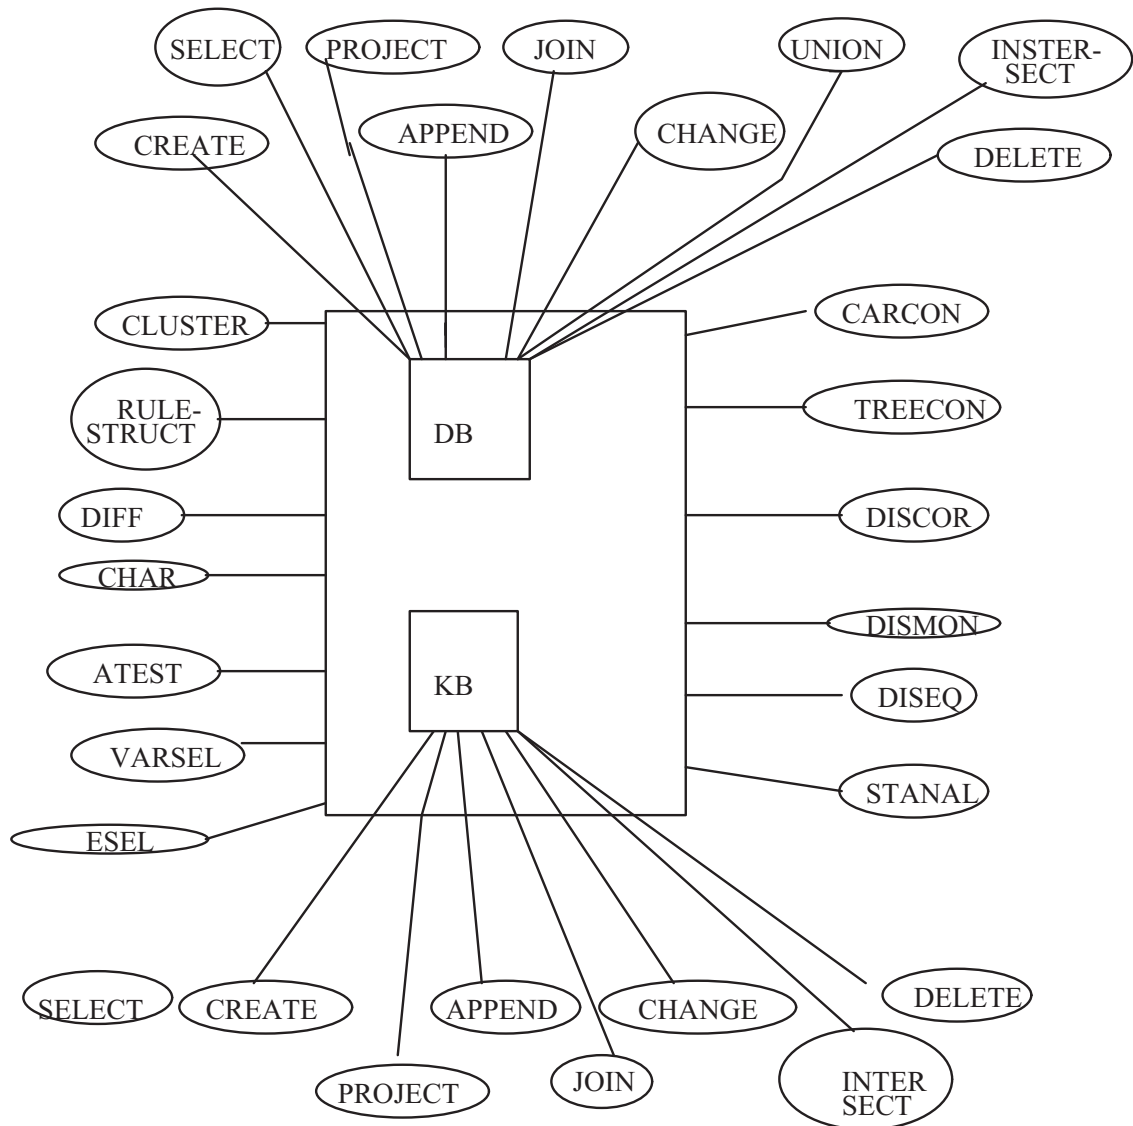 SELECT
PROJECT
JOIN
UNION
INSTER-
SECT
CREATE
APPEND
CHANGE
DELETE
CLUSTER
CARCON
RULE-
STRUCT
DB
TREECON
DIFF
DISCOR
CHAR
DISMON
ATEST
KB
DISEQ
VARSEL
STANAL
ESEL
SELECT
CREATE
APPEND
CHANGE
DELETE
PROJECT
JOIN
INTER
SECT